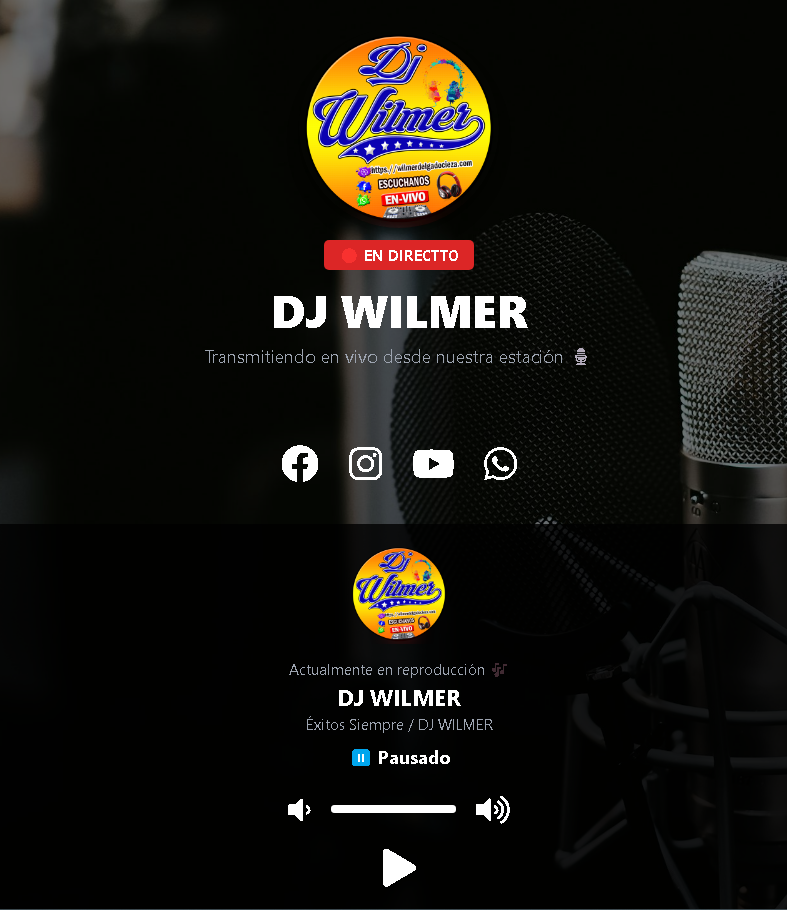 Dj
Wilmer
https://wilmerdelgadocieza.com
ESCUCHANOS
EN-VIVO
EN DIRECTTO
DJ WILMER
Transmitiendo en vivo desde nuestra estación
Dj
Wilmer
ESCUCHANOS
EN-VIVO
Actualmente en reproducción
DJ WILMER
Éxitos Siempre / DJ WILMER
Pausado